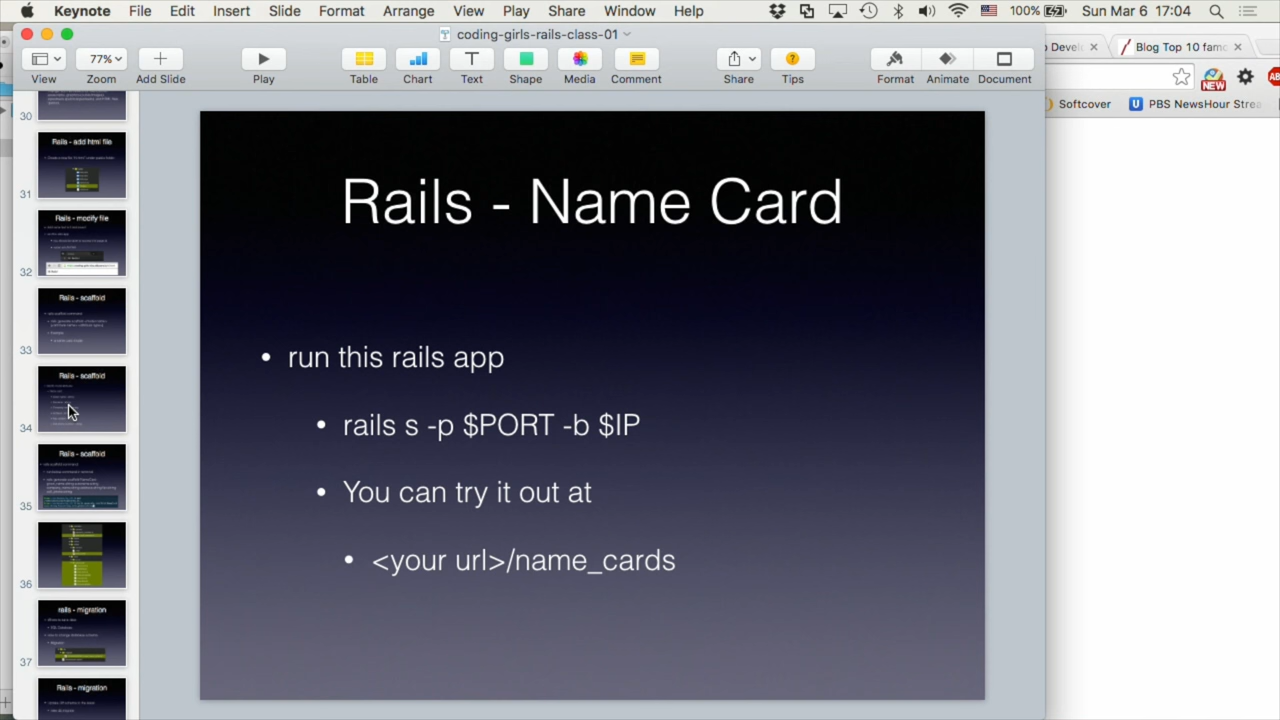 Keynote File Edit Insert Slide Format Arrange View Play Share Window Help 100% Sun Mar 6 17:04
coding-girls-rails-class-01
77%
View Zoom Add Slide Play Table Chart Text Shape Media Comment Share Tips Format Animate Document
Blog Top 10 famo
NEW
Softcover
PBS NewsHour Strea
30
Rails - add html file
31
Rails - modify file
32
Rails - scaffold
33
Rails - scaffold
34
Rails - scaffold
35
36
rails - migration
37
Rails - migration
Rails - Name Card
• run this rails app
• rails s -p $PORT -b $IP
• You can try it out at
• <your url>/name_cards